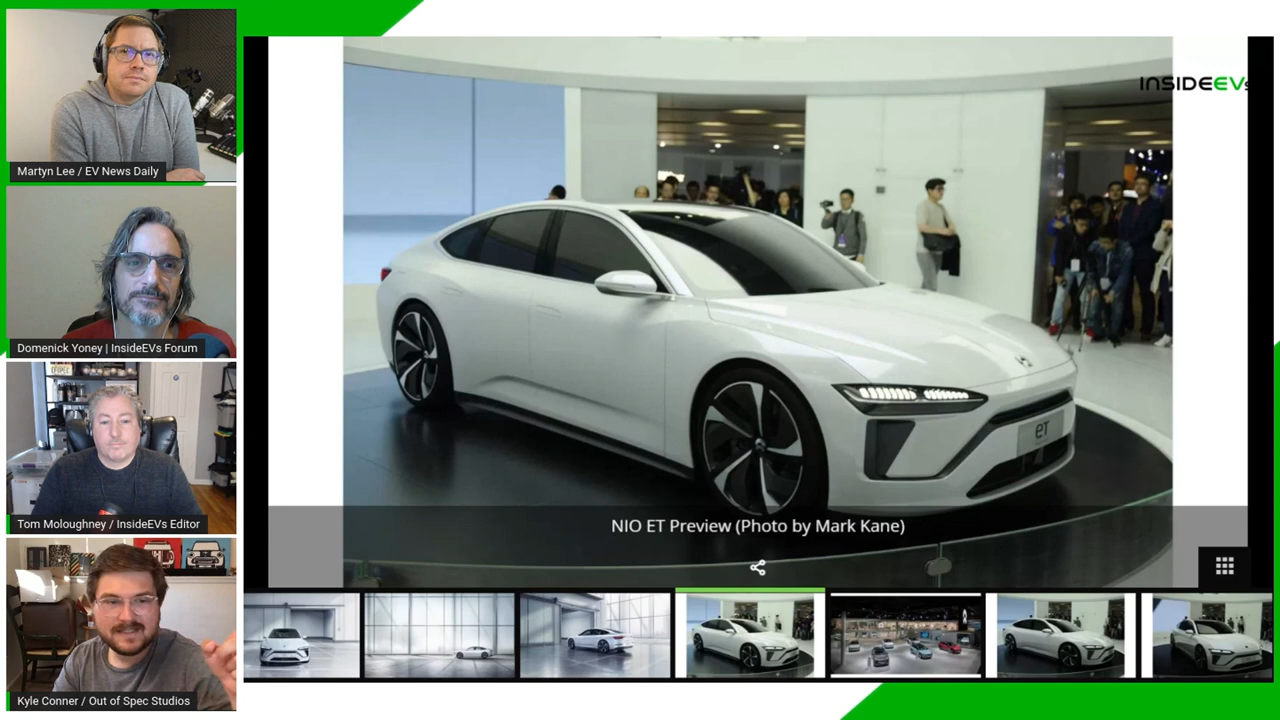 Martyn Lee / EV News Daily
Domenick Yoney | InsideEVs Forum
Tom Moloughney / InsideEVs Editor
Kyle Conner / Out of Spec Studios
INSIDEEVs
eT
NIO ET Preview (Photo by Mark Kane)